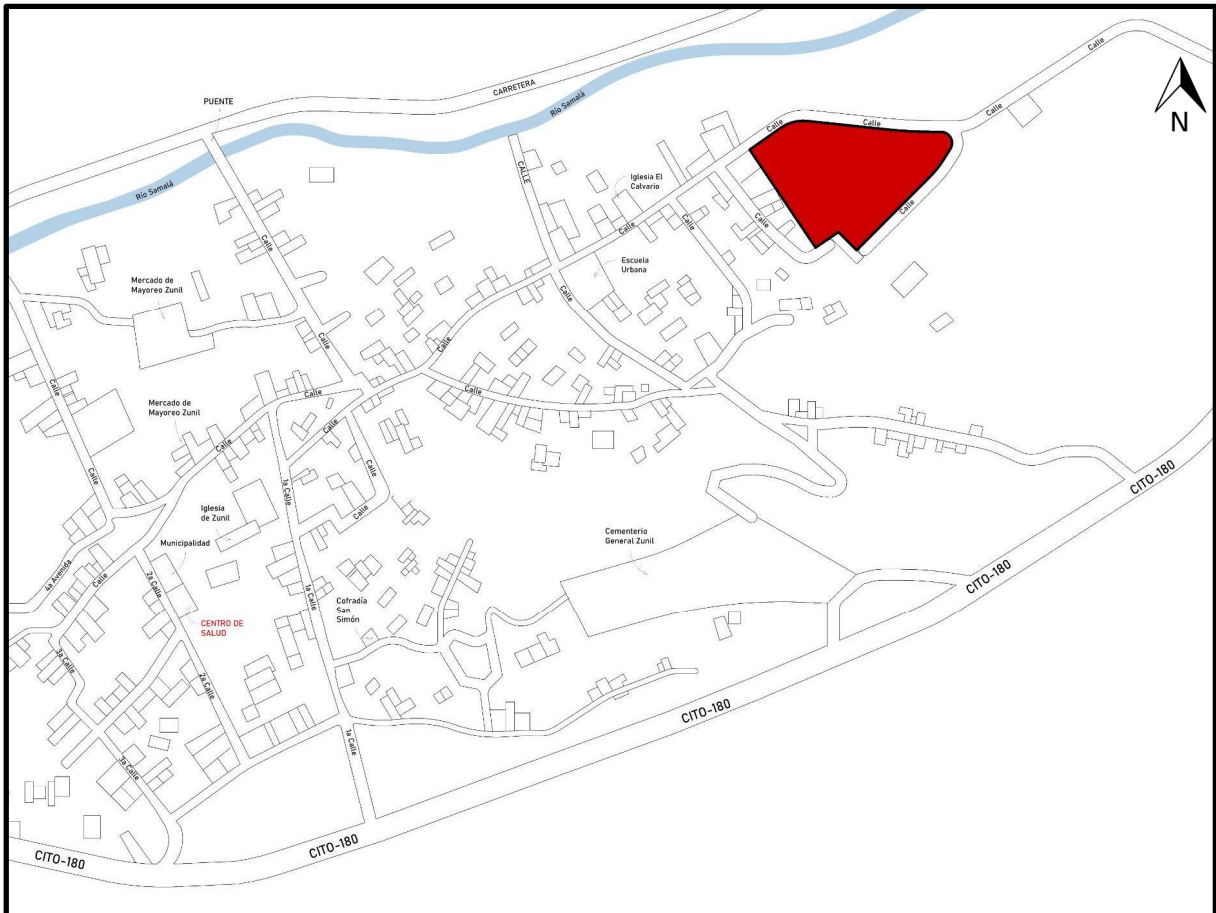 CARRETERA
PUENTE
Río Samalá
Río Samalá
Calle
Calle
Calle
Calle
Calle
N
CALLE
Iglesia El
Calvario
Calle
Calle
Calle
Calle
Escuela
Urbana
Mercado de
Mayoreo Zunil
Calle
Calle
Calle
Calle
Calle
Calle
Mercado de
Mayoreo Zunil
Calle
Calle
Calle
Calle
Calle
1a Calle
Calle
Iglesia
de Zunil
Municipalidad
4a Avenida
Calle
2a Calle
CENTRO DE
SALUD
1a Calle
Cofradía
San
Simón
Cementerio
General Zunil
3a Calle
2a Calle
1a Calle
3a Calle
CITO-180
CITO-180
CITO-180
CITO-180
CITO-180